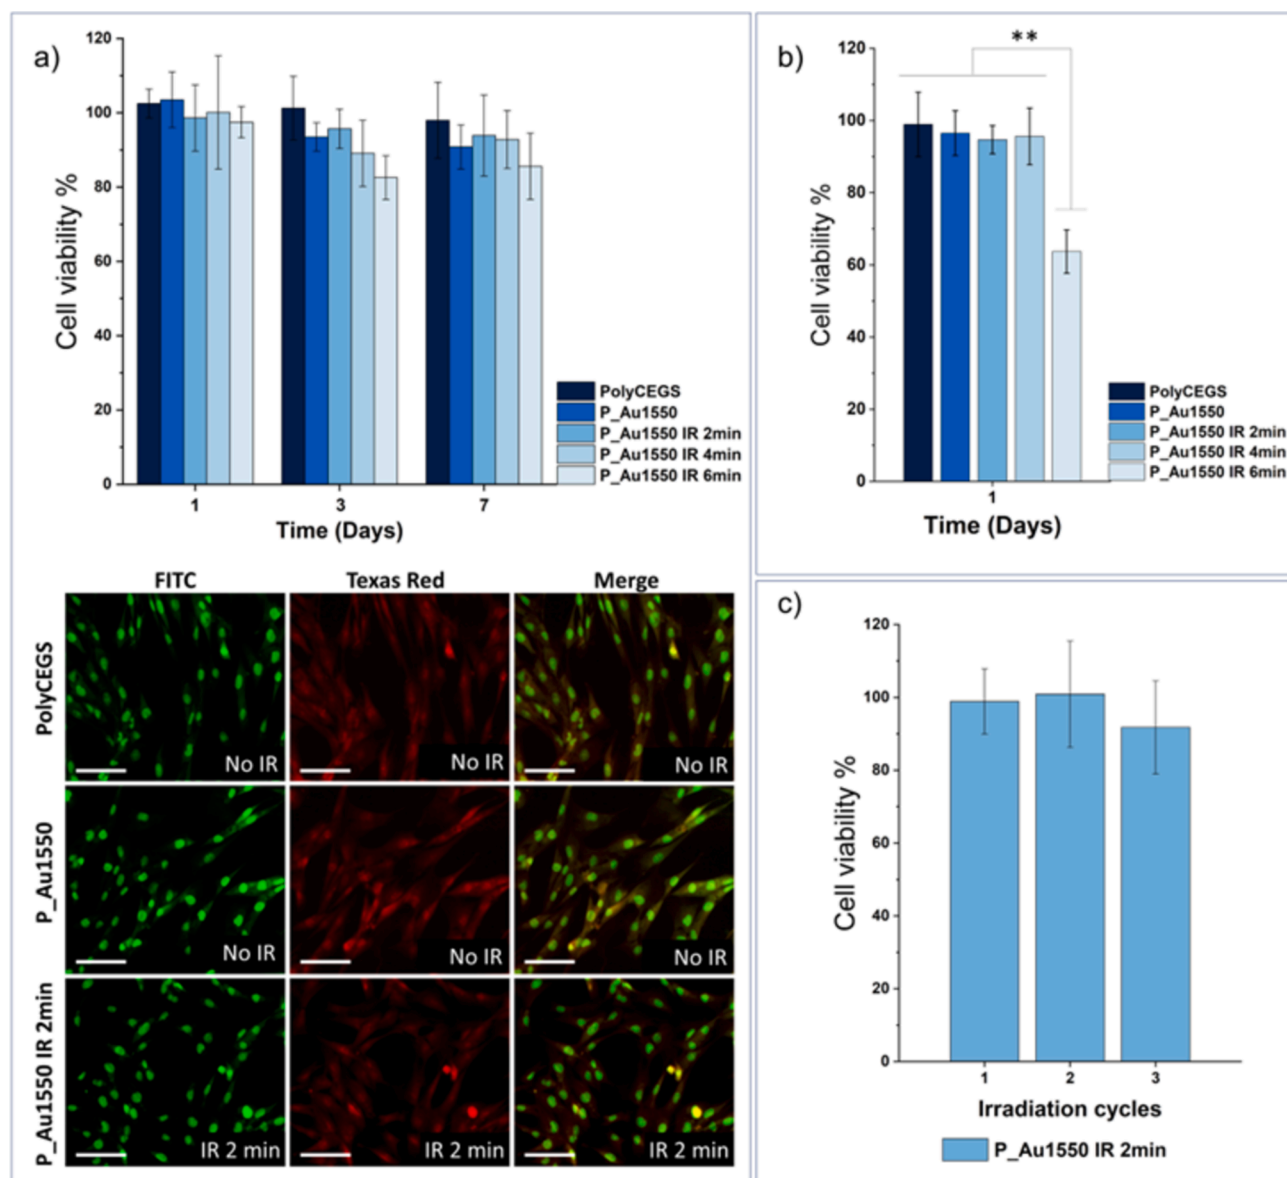 a)
120
100
80
60
40
20
0
Cell viability %
1 3 7
Time (Days)
PolyCEGS
P_Au1550
P_Au1550 IR 2min
P_Au1550 IR 4min
P_Au1550 IR 6min
FITC Texas Red Merge
PolyCEGS
No IR No IR No IR
P_Au1550
No IR No IR No IR
P_Au1550 IR 2min
IR 2 min IR 2 min IR 2 min
b)
**
120
100
80
60
40
20
0
Cell viability %
1
Time (Days)
PolyCEGS
P_Au1550
P_Au1550 IR 2min
P_Au1550 IR 4min
P_Au1550 IR 6min
c)
120
100
80
60
40
20
0
Cell viability %
1 2 3
Irradiation cycles
P_Au1550 IR 2min